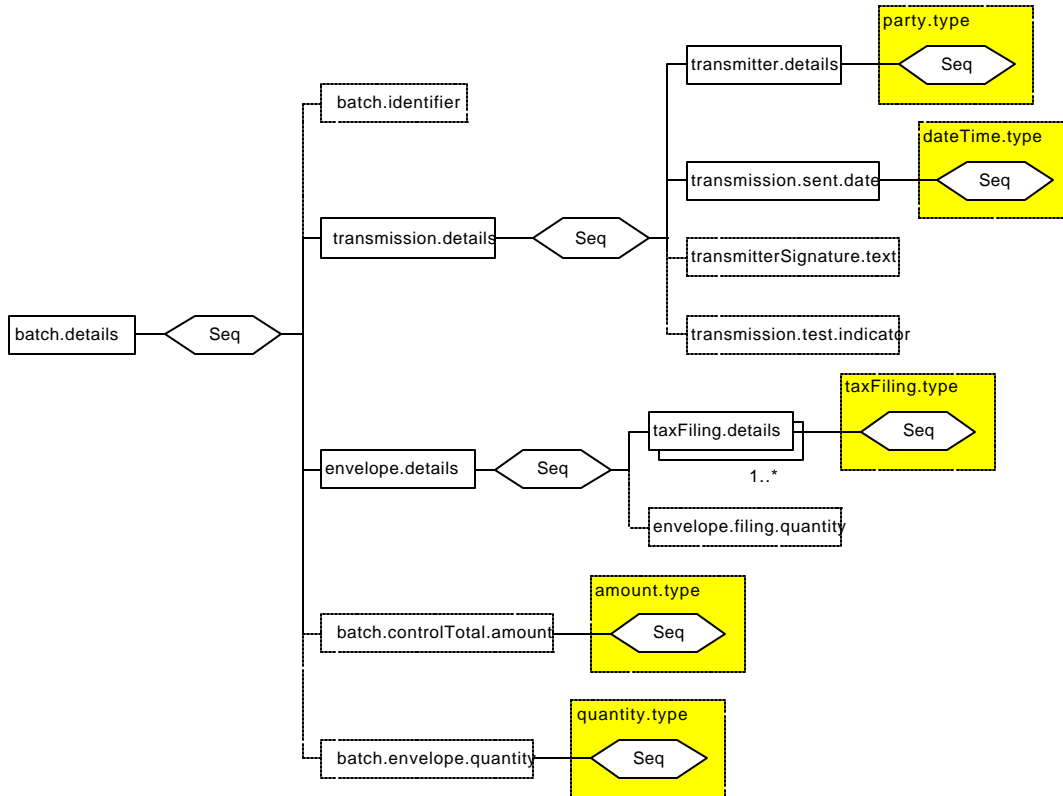 party.type
transmitter.details
Seq
batch.identifier
dateTime.type
transmission.sent.date
Seq
transmission.details
Seq
transmitterSignature.text
batch.details
Seq
transmission.test.indicator
taxFiling.type
taxFiling.details
Seq
envelope.details
Seq
1..*
envelope.filing.quantity
amount.type
batch.controlTotal.amount
Seq
quantity.type
batch.envelope.quantity
Seq